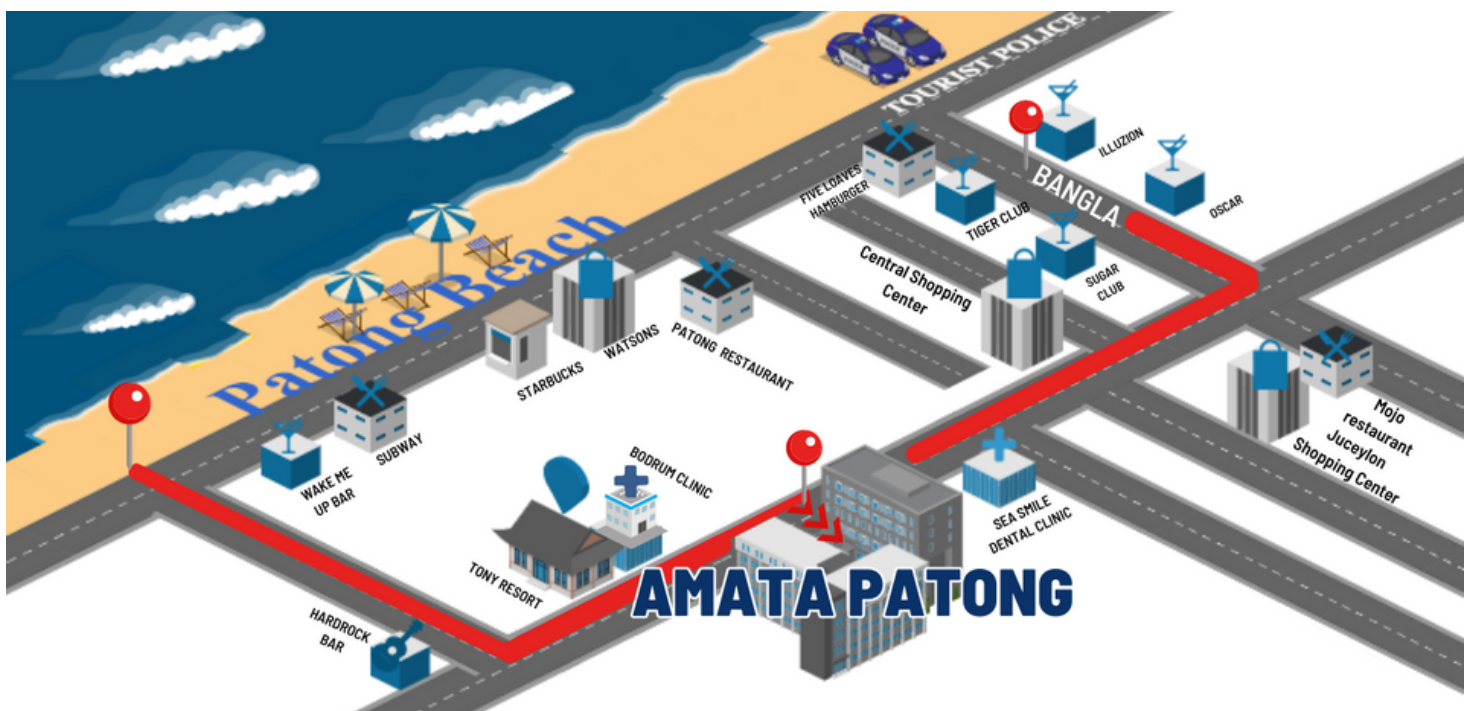 TOURIST POLICE
ILLUZION
BANGLA
OSCAR
FIVE LOAVES
HAMBURGER
TIGER CLUB
SUGAR
CLUB
Central Shopping
Center
Patong Beach
WATSONS
STARBUCKS
PATONG RESTAURANT
Mojo
restaurant
Juceylon
Shopping Center
SUBWAY
WAKE ME
UP BAR
BODRUM CLINIC
SEA SMILE
DENTAL CLINIC
TONY RESORT
AMATA PATONG
HARDROCK
BAR